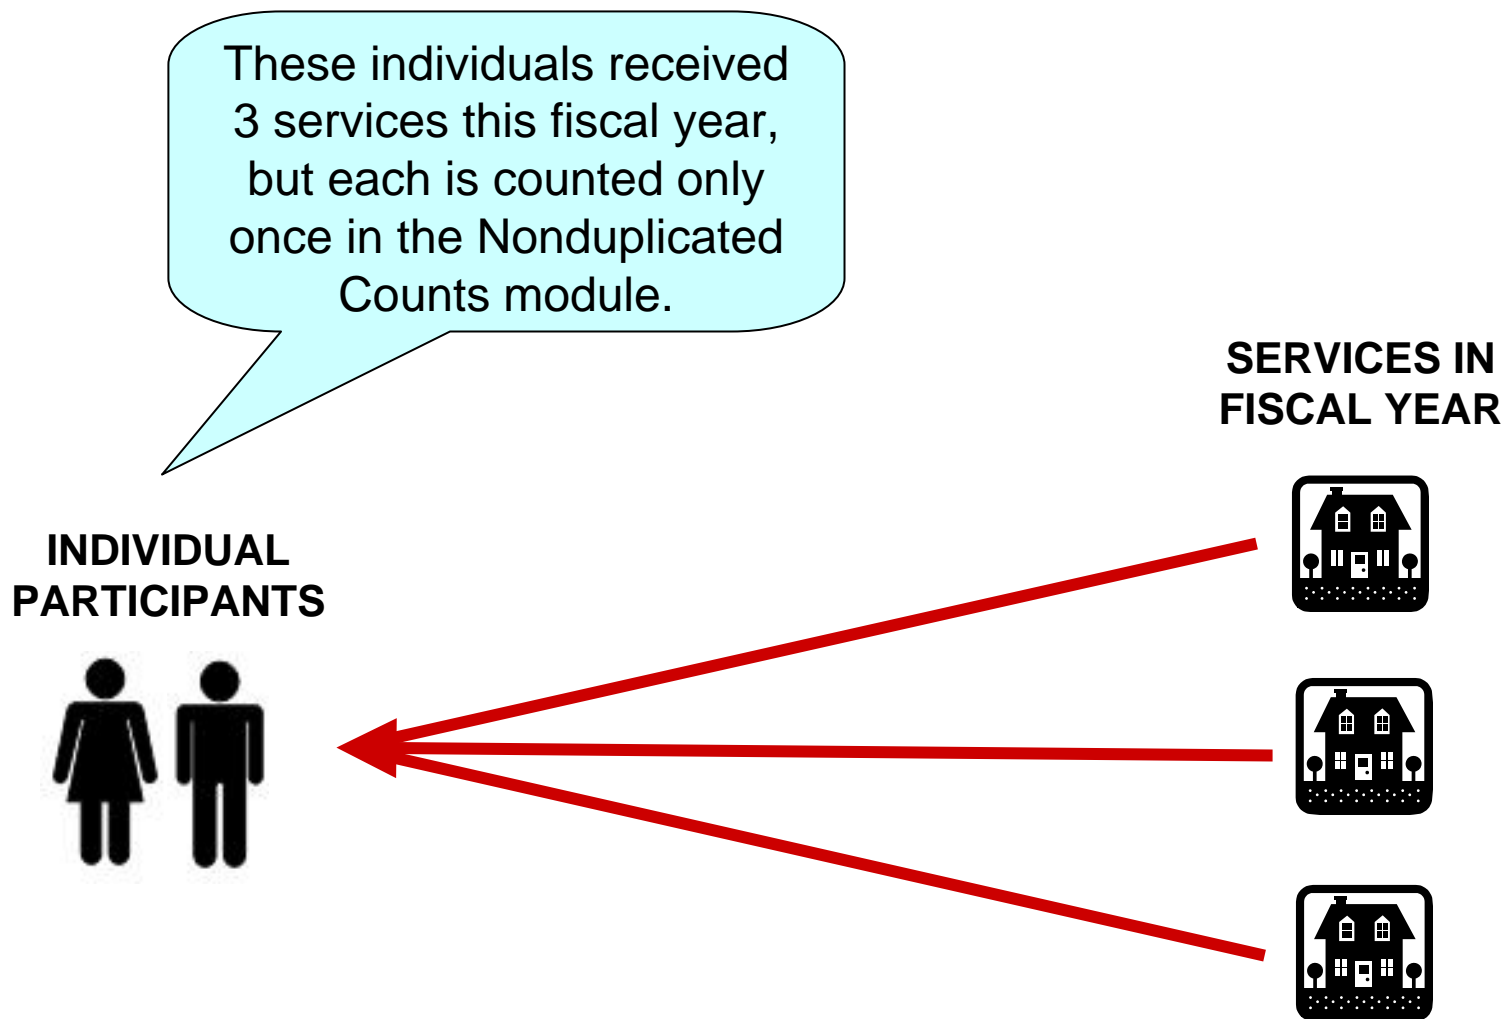 These individuals received
3 services this fiscal year,
but each is counted only
once in the Nonduplicated
Counts module.
SERVICES IN
FISCAL YEAR
INDIVIDUAL
PARTICIPANTS